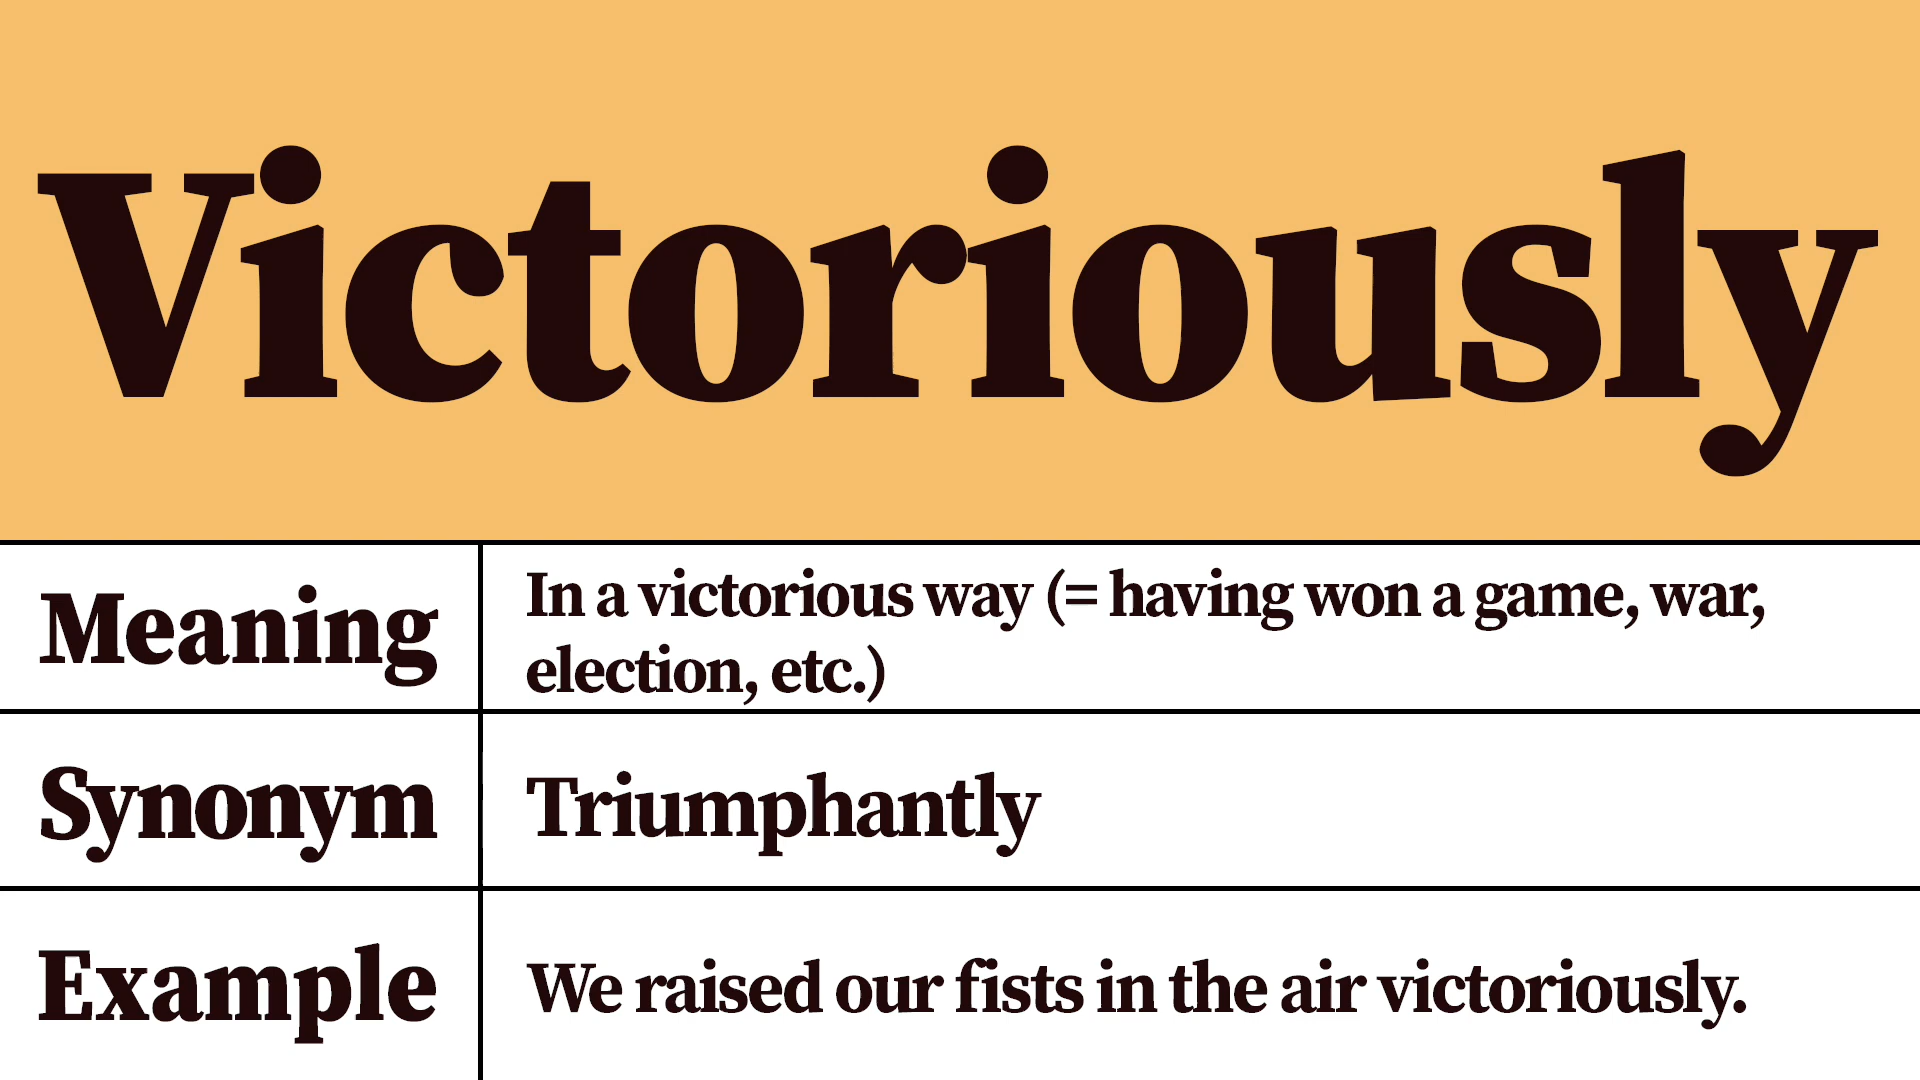 Victoriously
Meaning
In a victorious way (= having won a game, war,
election, etc.)
Synonym
Triumphantly
Example
We raised our fists in the air victoriously.